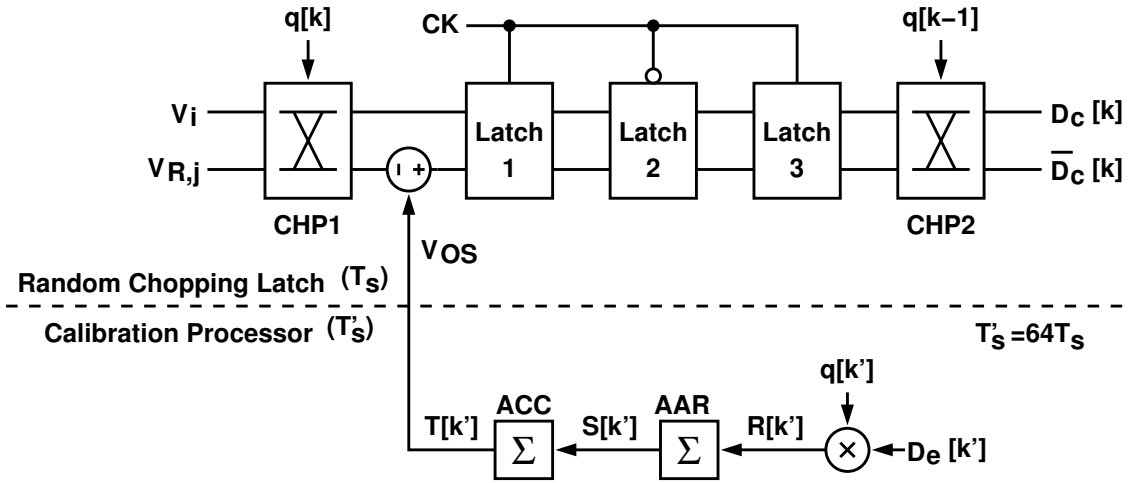 q[k]
CK
q[k−1]
Vi
VR,j
Latch 1
Latch 2
Latch 3
Dc [k]
D̅c [k]
- +
CHP1
CHP2
VOS
Random Chopping Latch (Ts)
Calibration Processor (T's)
T's =64Ts
q[k']
ACC
AAR
T[k']
S[k']
R[k']
Σ
Σ
×
De [k']